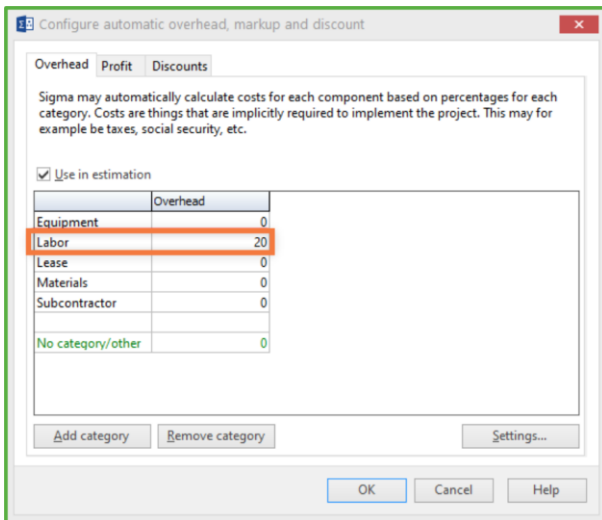 Configure automatic overhead, markup and discount
Overhead Profit Discounts
Sigma may automatically calculate costs for each component based on percentages for each
category. Costs are things that are implicitly required to implement the project. This may for
example be taxes, social security, etc.
Use in estimation
Overhead
Equipment 0
Labor 20
Lease 0
Materials 0
Subcontractor 0
No category/other 0
Add category Remove category Settings...
OK Cancel Help